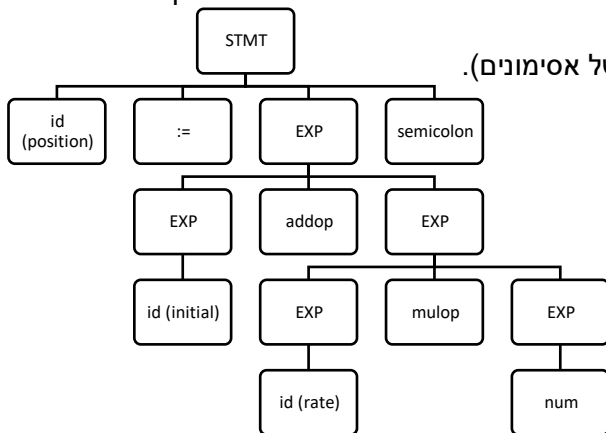 STMT
של אסימונים).
id
(position)
:=
EXP
semicolon
EXP
addop
EXP
id (initial)
EXP
mulop
EXP
id (rate)
num